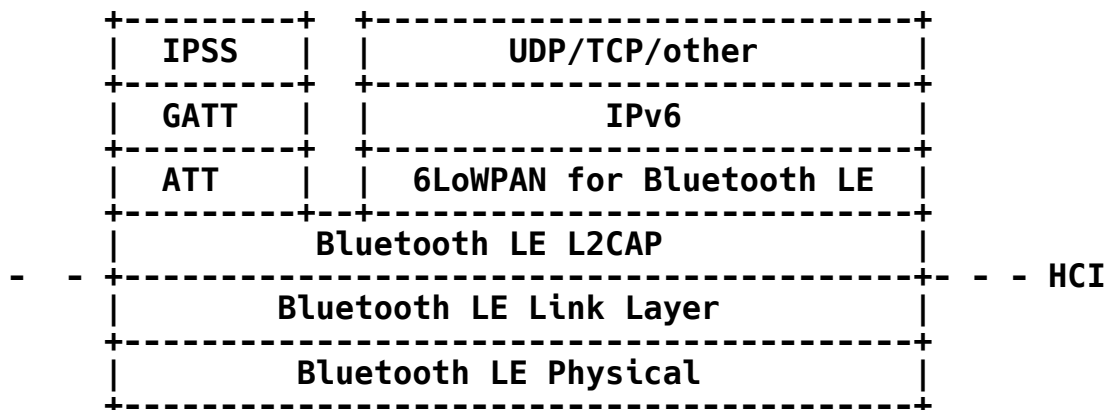 +---------+  +----------------------------+
|  IPSS   |  |       UDP/TCP/other        |
+---------+  +----------------------------+
|  GATT   |  |            IPv6            |
+---------+  +----------------------------+
|  ATT    |  |  6LoWPAN for Bluetooth LE  |
+---------+--+----------------------------+
|          Bluetooth LE L2CAP             |
-  - +-----------------------------------------+- - - HCI
|        Bluetooth LE Link Layer          |
+-----------------------------------------+
|         Bluetooth LE Physical           |
+-----------------------------------------+